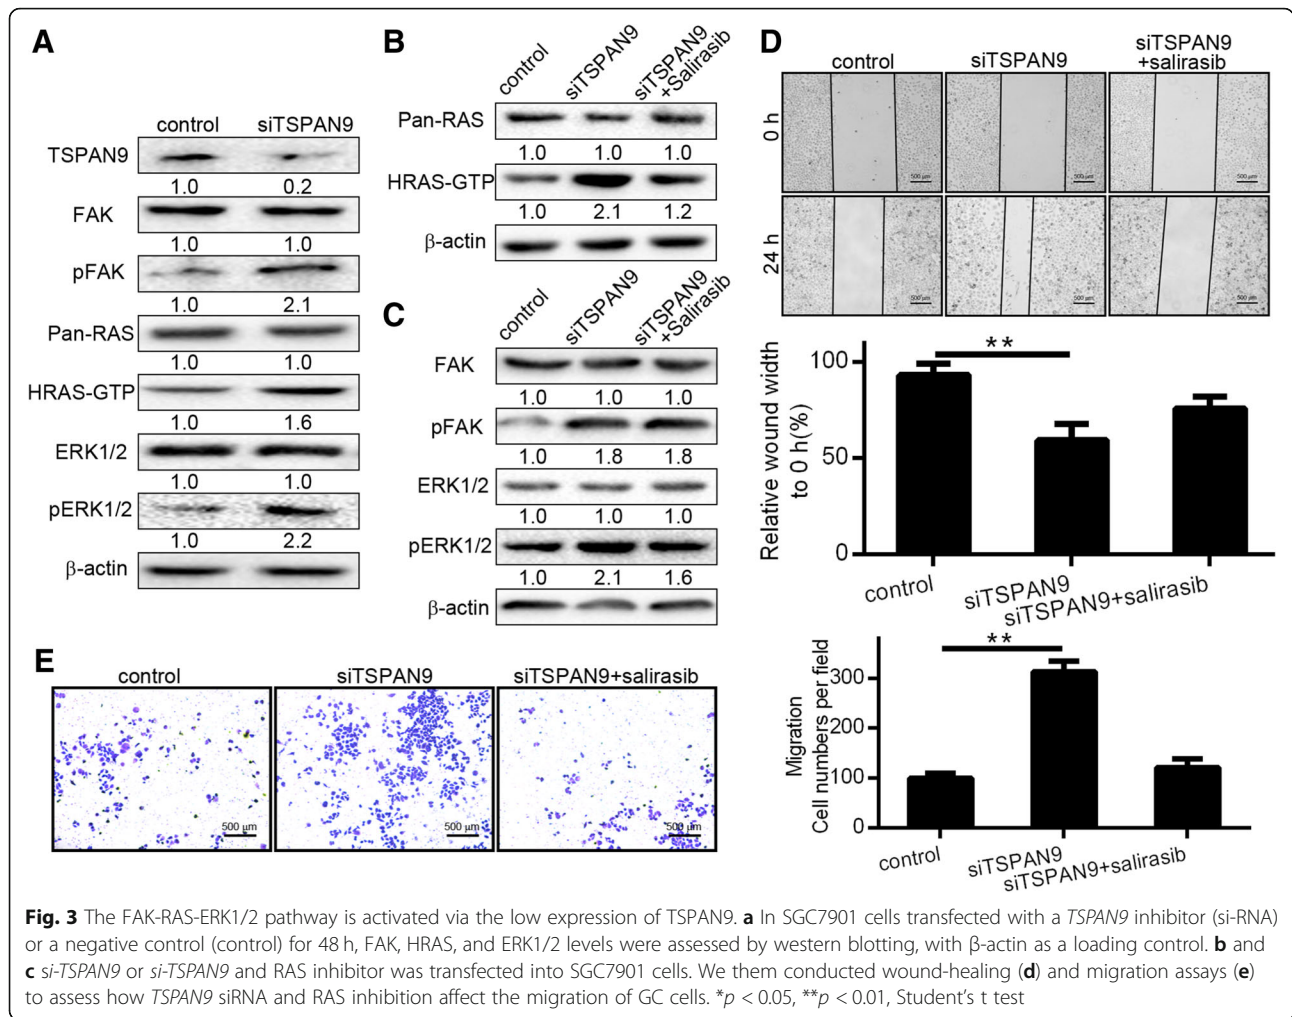 A
control siTSPAN9
TSPAN9
1.0 0.2
FAK
1.0 1.0
pFAK
1.0 2.1
Pan-RAS
1.0 1.0
HRAS-GTP
1.0 1.6
ERK1/2
1.0 1.0
pERK1/2
1.0 2.2
β-actin
B
control siTSPAN9 siTSPAN9
+Salirasib
Pan-RAS
1.0 1.0 1.0
HRAS-GTP
1.0 2.1 1.2
β-actin
C
control siTSPAN9 siTSPAN9
+Salirasib
FAK
1.0 1.0 1.0
pFAK
1.0 1.8 1.8
ERK1/2
1.0 1.0 1.0
pERK1/2
1.0 2.1 1.6
β-actin
D
control siTSPAN9 siTSPAN9
+salirasib
0 h
500 μm 500 μm 500 μm
24 h
500 μm 500 μm 500 μm
Relative wound width
to 0 h(%)
100
50
0
**
control siTSPAN9 siTSPAN9+salirasib
E
control siTSPAN9 siTSPAN9+salirasib
500 μm 500 μm 500 μm
Migration
Cell numbers per field
300
200
100
0
**
control siTSPAN9 siTSPAN9+salirasib
Fig. 3 The FAK-RAS-ERK1/2 pathway is activated via the low expression of TSPAN9. a In SGC7901 cells transfected with a TSPAN9 inhibitor (si-RNA)
or a negative control (control) for 48 h, FAK, HRAS, and ERK1/2 levels were assessed by western blotting, with β-actin as a loading control. b and
c si-TSPAN9 or si-TSPAN9 and RAS inhibitor was transfected into SGC7901 cells. We them conducted wound-healing (d) and migration assays (e)
to assess how TSPAN9 siRNA and RAS inhibition affect the migration of GC cells. *p < 0.05, **p < 0.01, Student's t test